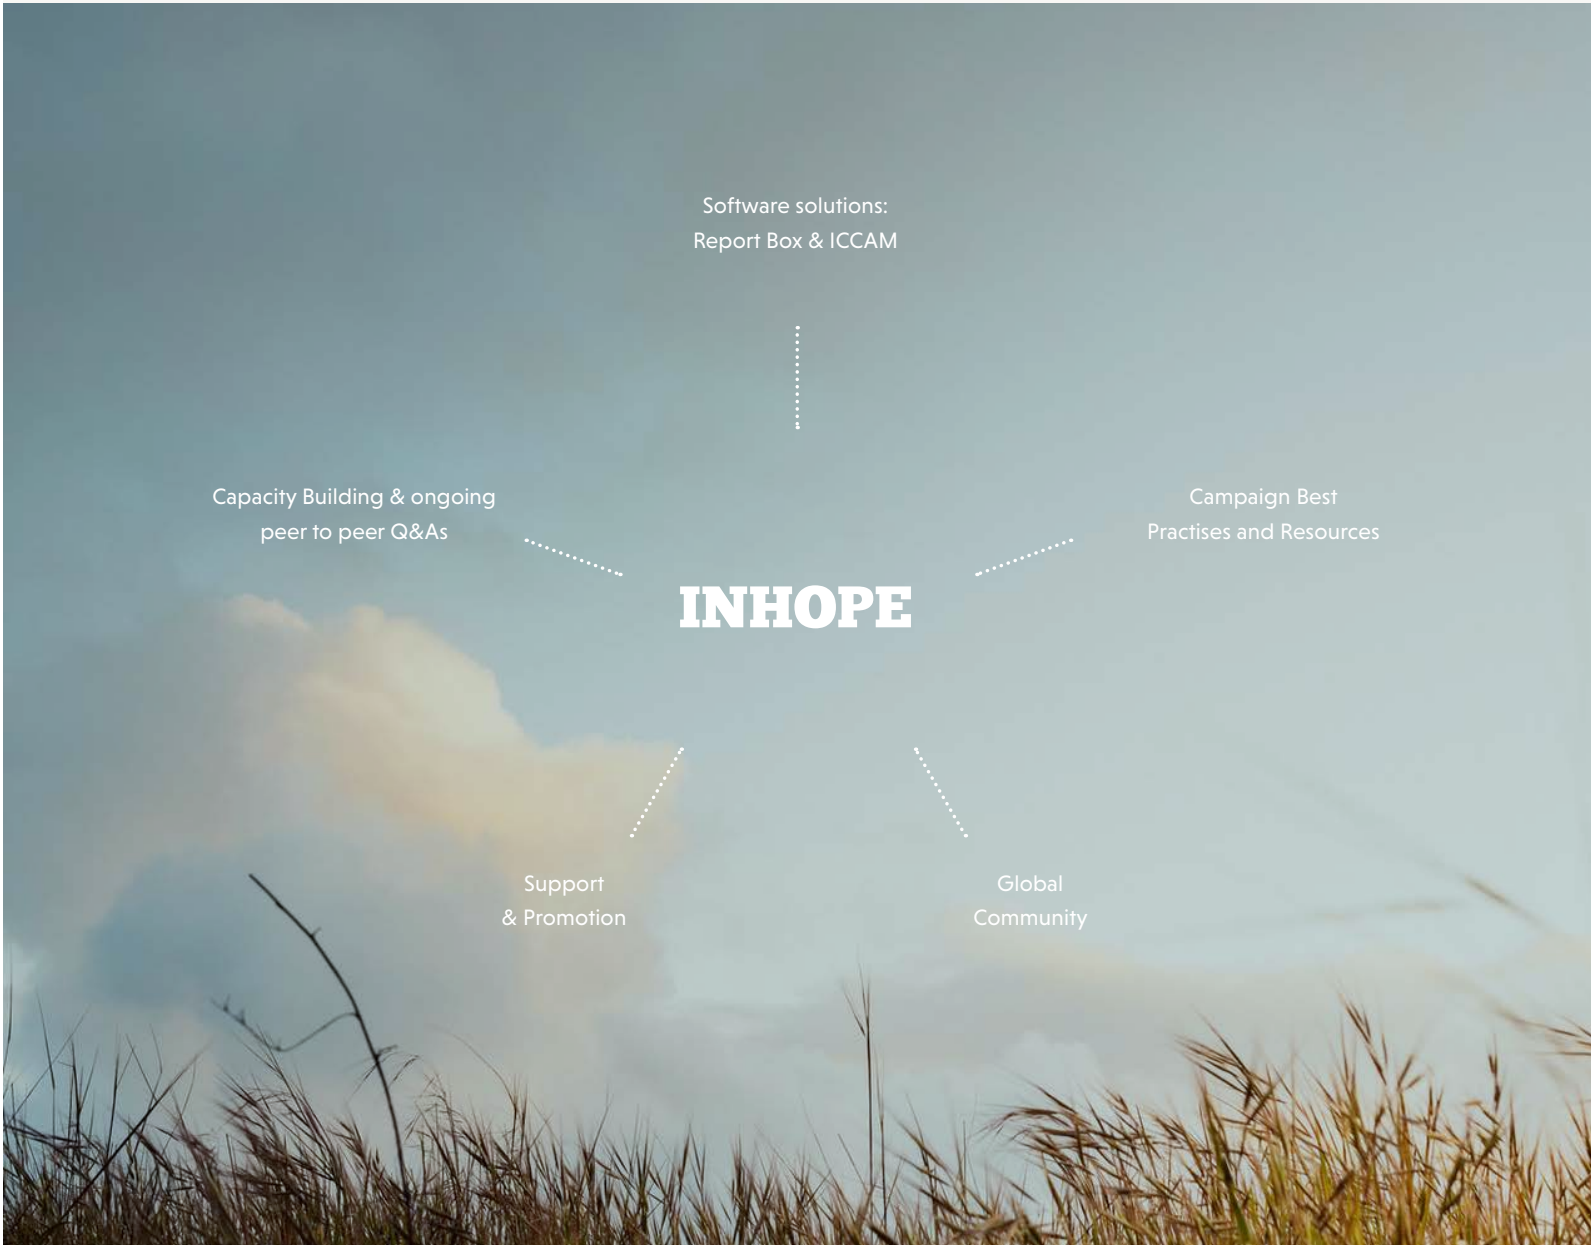 Software solutions:
Report Box & ICCAM
Capacity Building & ongoing
peer to peer Q&As
Campaign Best
Practises and Resources
INHOPE
Support
& Promotion
Global
Community